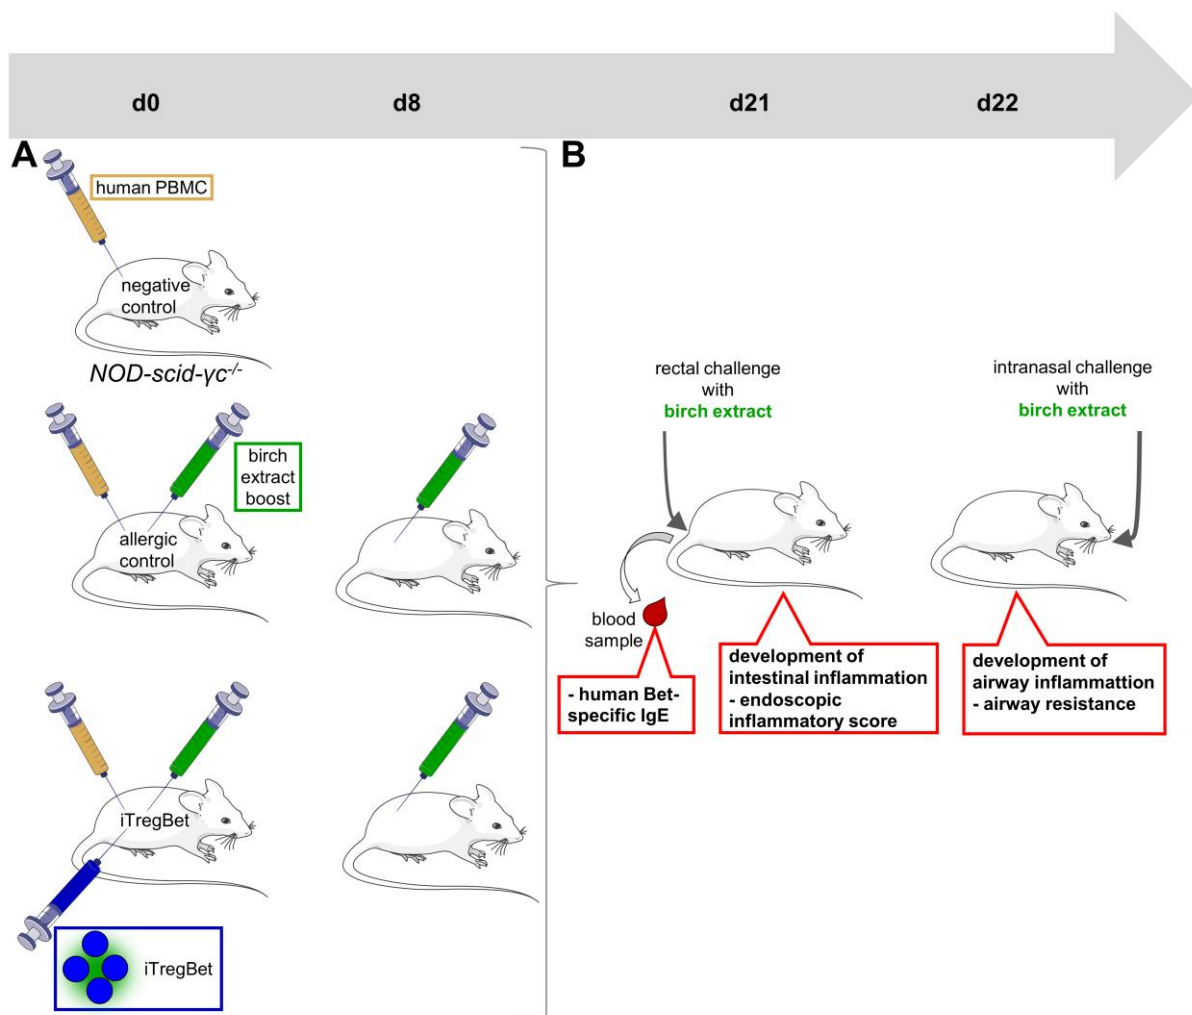 d0
d8
d21
d22
A
human PBMC
negative
control
NOD-scid-γc-/-
birch
extract
boost
allergic
control
iTregBet
iTregBet
B
rectal challenge
with
birch extract
intranasal challenge
with
birch extract
blood
sample
- human Bet-
specific IgE
development of
intestinal inflammation
- endoscopic
inflammatory score
development of
airway inflammattion
- airway resistance